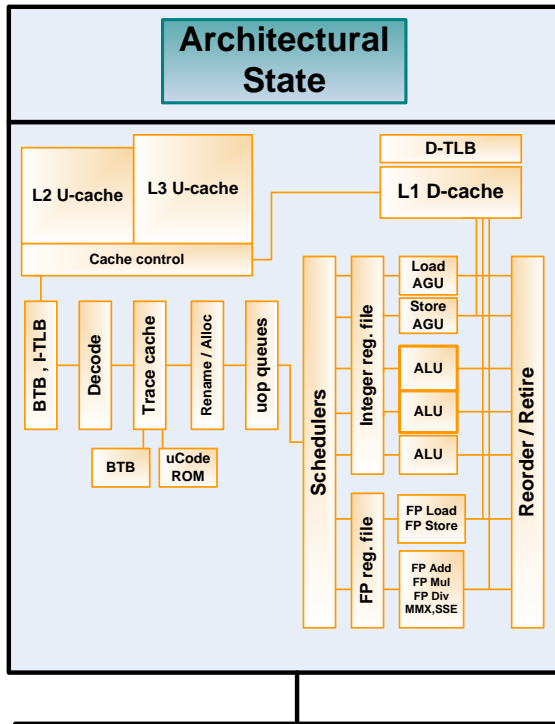 Architectural
State
D-TLB
L2 U-cache
L3 U-cache
L1 D-cache
Cache control
BTB , I-TLB
Decode
Trace cache
Rename / Alloc
uop queues
Schedulers
Integer reg. file
FP reg. file
Load
AGU
Store
AGU
ALU
ALU
ALU
FP Load
FP Store
FP Add
FP Mul
FP Div
MMX,SSE
Reorder / Retire
BTB
uCode
ROM